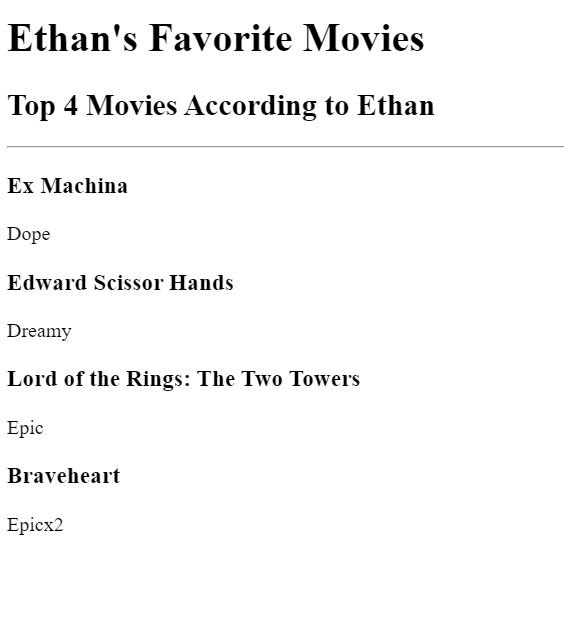 Ethan's Favorite Movies
Top 4 Movies According to Ethan
Ex Machina
Dope
Edward Scissor Hands
Dreamy
Lord of the Rings: The Two Towers
Epic
Braveheart
Epicx2